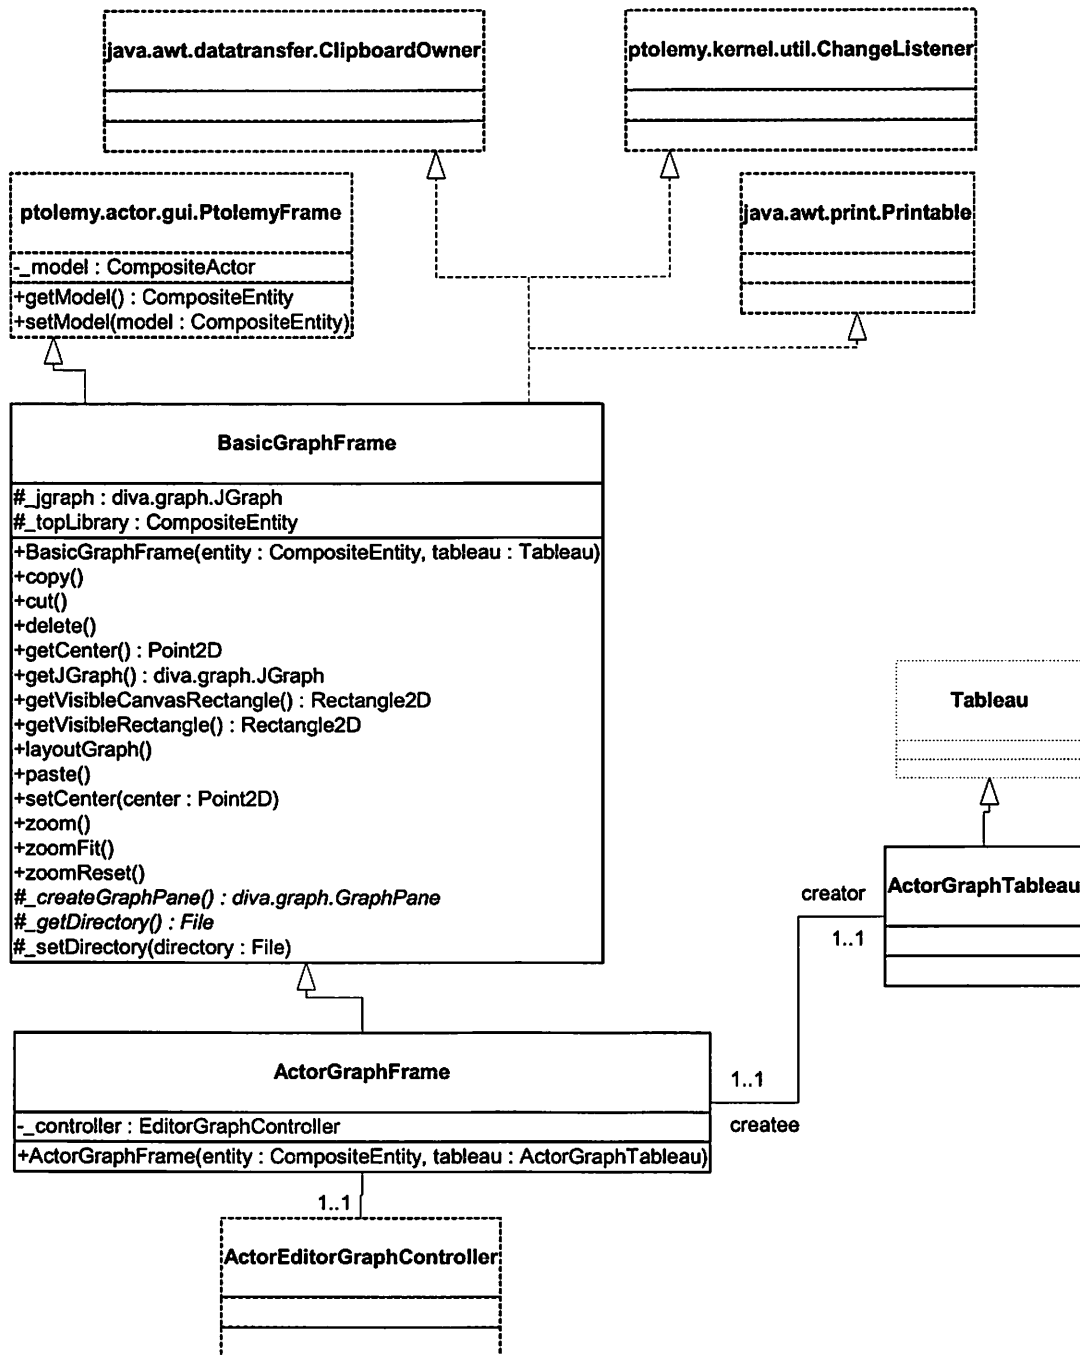 java.awt.datatransfer.ClipboardOwner
ptolemy.kernel.util.ChangeListener
ptolemy.actor.gui.PtolemyFrame
-_model : CompositeActor
+getModel() : CompositeEntity
+setModel(model : CompositeEntity)
java.awt.print.Printable
BasicGraphFrame
#_jgraph : diva.graph.JGraph
#_topLibrary : CompositeEntity
+BasicGraphFrame(entity : CompositeEntity, tableau : Tableau)
+copy()
+cut()
+delete()
+getCenter() : Point2D
+getJGraph() : diva.graph.JGraph
+getVisibleCanvasRectangle() : Rectangle2D
+getVisibleRectangle() : Rectangle2D
+layoutGraph()
+paste()
+setCenter(center : Point2D)
+zoom()
+zoomFit()
+zoomReset()
#_createGraphPane() : diva.graph.GraphPane
#_getDirectory() : File
#_setDirectory(directory : File)
Tableau
ActorGraphTableau
creator
1..1
ActorGraphFrame
-_controller : EditorGraphController
+ActorGraphFrame(entity : CompositeEntity, tableau : ActorGraphTableau)
1..1
createe
1..1
ActorEditorGraphController